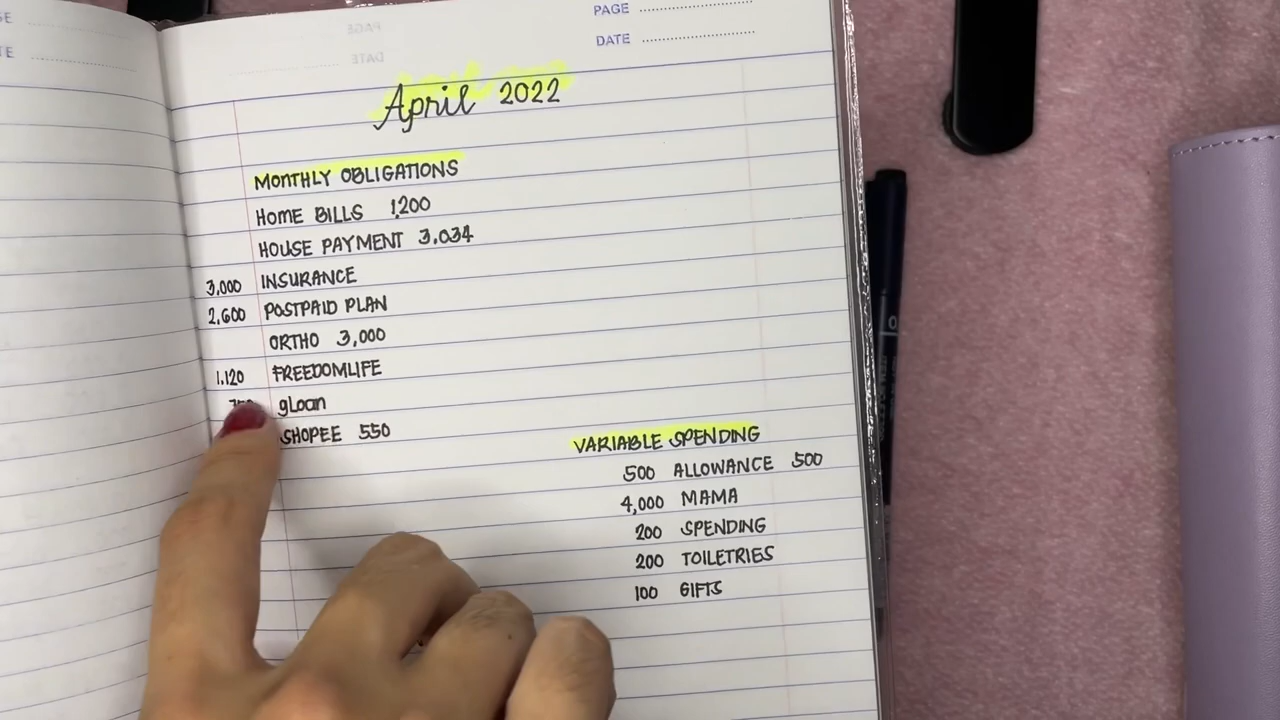 PAGE
DATE
April 2022
MONTHLY OBLIGATIONS
HOME BILLS 1,200
HOUSE PAYMENT 3,034
3,000 INSURANCE
2,600 POSTPAID PLAN
ORTHO 3,000
1,120 FREEDOMLIFE
gLoan
SHOPEE 550
VARIABLE SPENDING
500 ALLOWANCE 500
4,000 MAMA
200 SPENDING
200 TOILETRIES
100 GIFTS